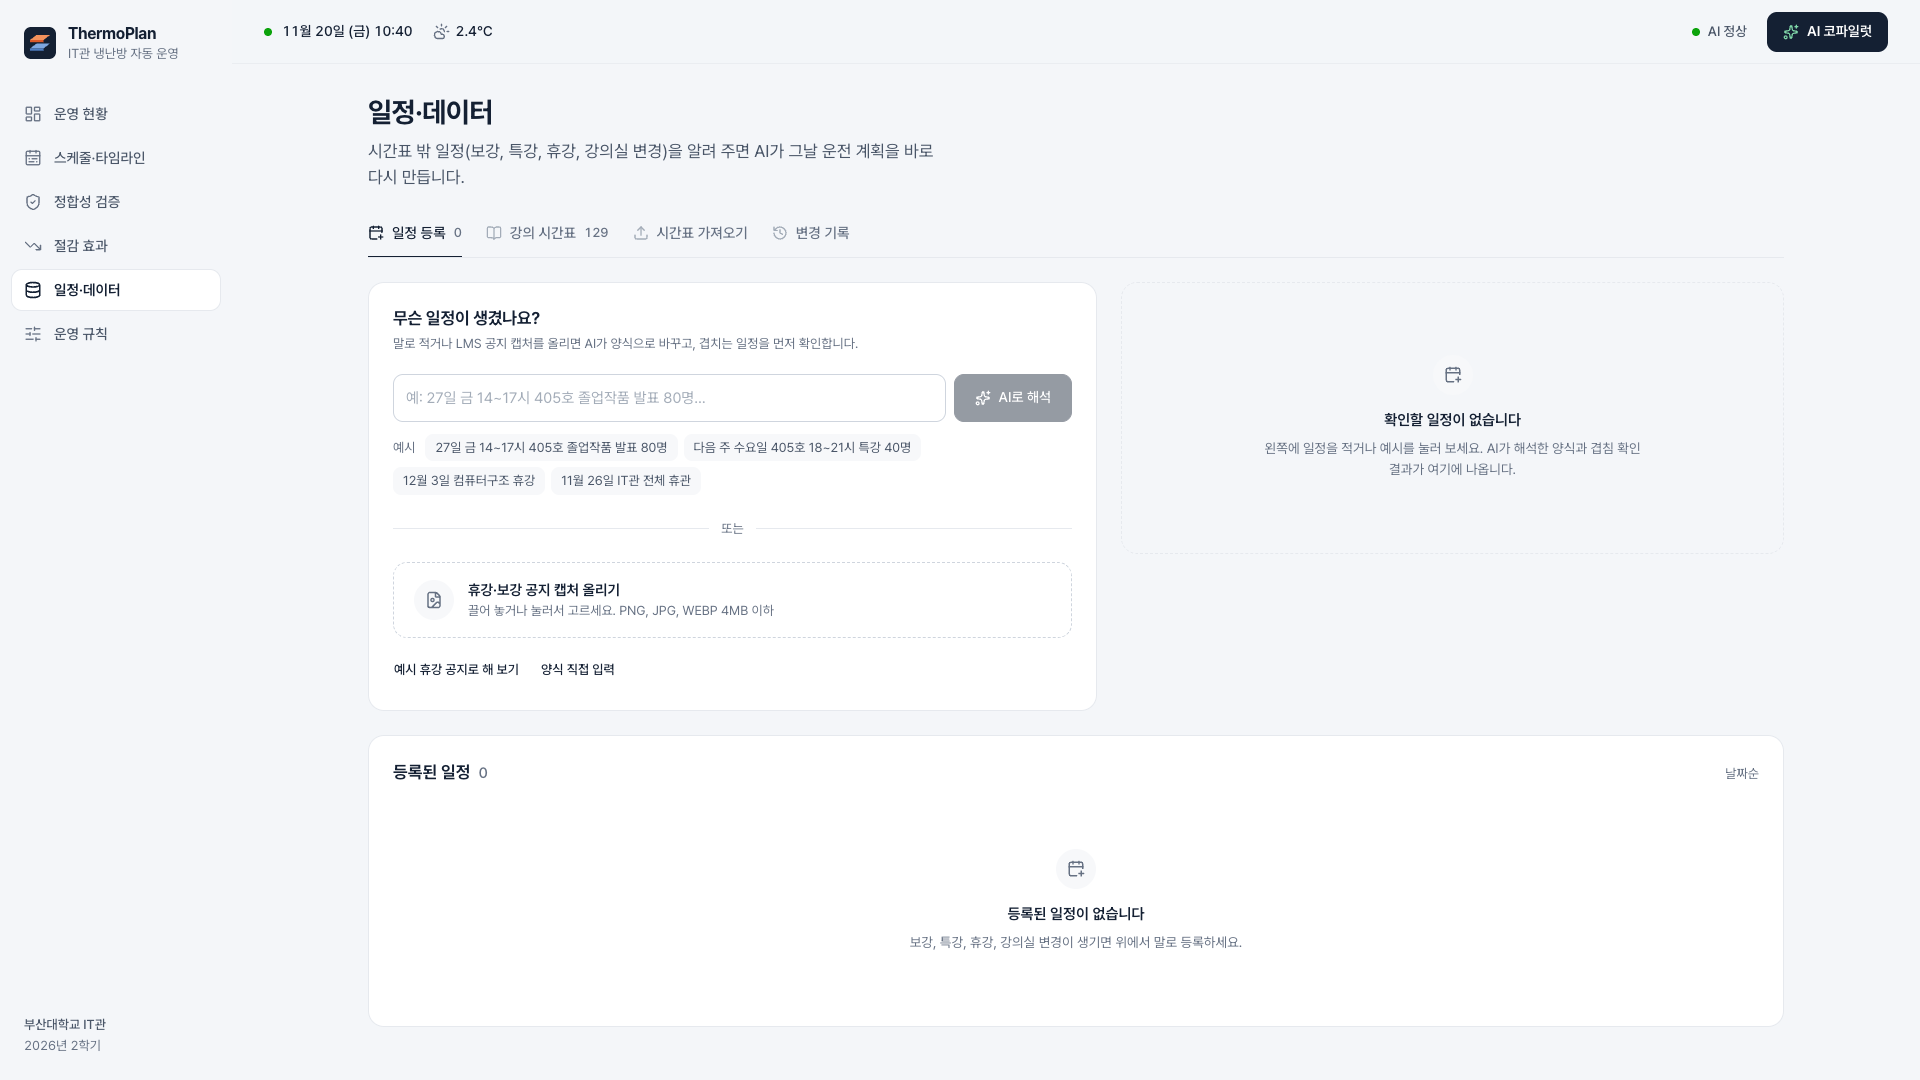 ThermoPlan
IT관 냉난방 자동 운영
운영 현황
스케줄·타임라인
정합성 검증
절감 효과
일정·데이터
운영 규칙
부산대학교 IT관
2026년 2학기
11월 20일 (금) 10:40
2.4°C
AI 정상
AI 코파일럿
일정·데이터
시간표 밖 일정(보강, 특강, 휴강, 강의실 변경)을 알려 주면 AI가 그날 운전 계획을 바로
다시 만듭니다.
일정 등록 0
강의 시간표 129
시간표 가져오기
변경 기록
무슨 일정이 생겼나요?
말로 적거나 LMS 공지 캡처를 올리면 AI가 양식으로 바꾸고, 겹치는 일정을 먼저 확인합니다.
예: 27일 금 14~17시 405호 졸업작품 발표 80명...
AI로 해석
예시
27일 금 14~17시 405호 졸업작품 발표 80명
다음 주 수요일 405호 18~21시 특강 40명
12월 3일 컴퓨터구조 휴강
11월 26일 IT관 전체 휴관
또는
휴강·보강 공지 캡처 올리기
끌어 놓거나 눌러서 고르세요. PNG, JPG, WEBP 4MB 이하
예시 휴강 공지로 해 보기
양식 직접 입력
확인할 일정이 없습니다
왼쪽에 일정을 적거나 예시를 눌러 보세요. AI가 해석한 양식과 겹침 확인
결과가 여기에 나옵니다.
등록된 일정 0
날짜순
등록된 일정이 없습니다
보강, 특강, 휴강, 강의실 변경이 생기면 위에서 말로 등록하세요.